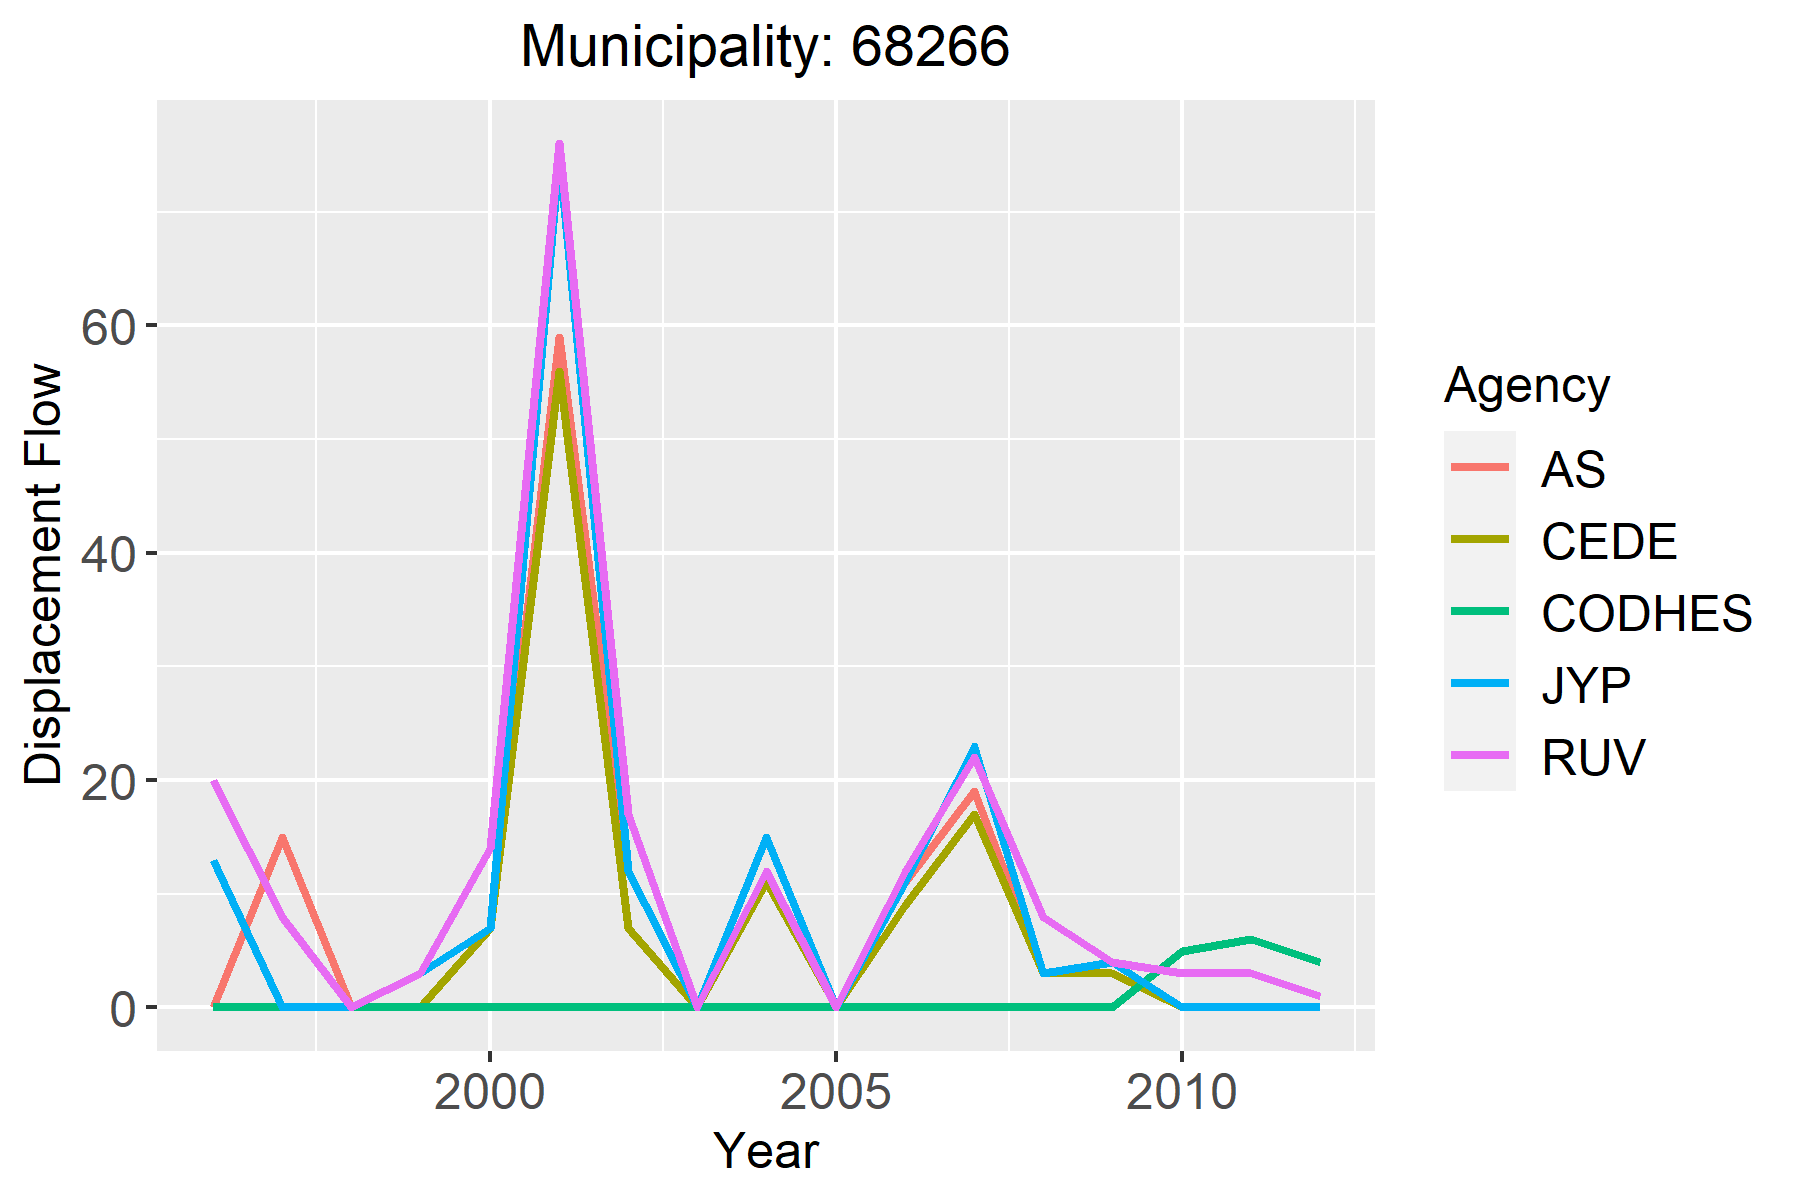 Municipality: 68266
Displacement Flow
60
40
20
0
2000
2005
2010
Year
Agency
AS
CEDE
CODHES
JYP
RUV